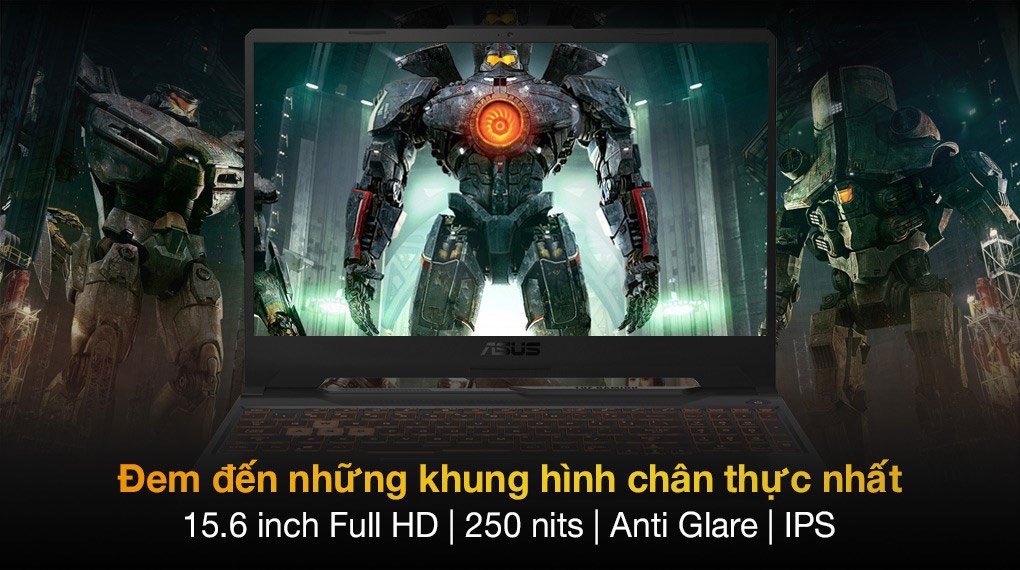 ASUS
Đem đến những khung hình chân thực nhất
15.6 inch Full HD | 250 nits | Anti Glare | IPS